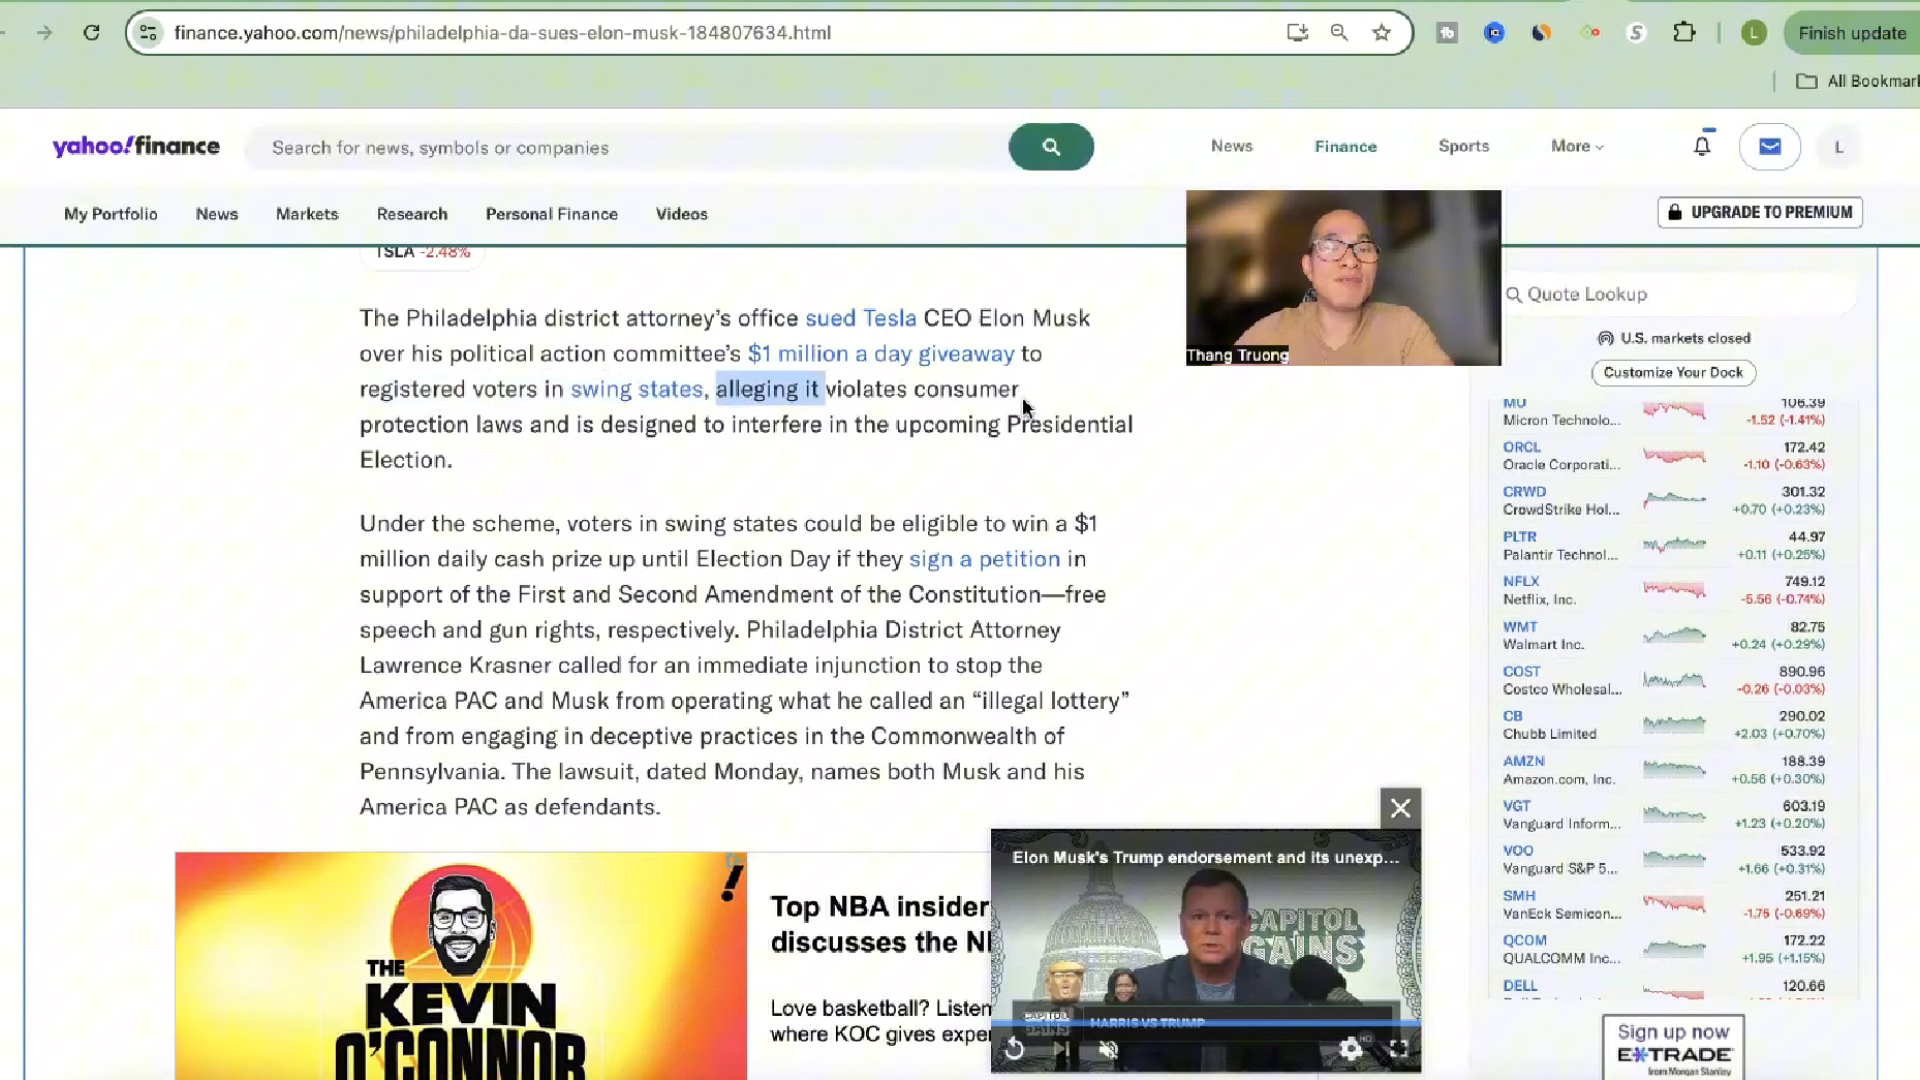 finance.yahoo.com/news/philadelphia-da-sues-elon-musk-184807634.html
L
Finish update
All Bookmar
yahoo!finance
Search for news, symbols or companies
News
Finance
Sports
More
L
My Portfolio
News
Markets
Research
Personal Finance
Videos
UPGRADE TO PREMIUM
TSLA -2.48%
The Philadelphia district attorney's office sued Tesla CEO Elon Musk
over his political action committee's $1 million a day giveaway to
registered voters in swing states, alleging it violates consumer
protection laws and is designed to interfere in the upcoming Presidential
Election.
Under the scheme, voters in swing states could be eligible to win a $1
million daily cash prize up until Election Day if they sign a petition in
support of the First and Second Amendment of the Constitution—free
speech and gun rights, respectively. Philadelphia District Attorney
Lawrence Krasner called for an immediate injunction to stop the
America PAC and Musk from operating what he called an “illegal lottery”
and from engaging in deceptive practices in the Commonwealth of
Pennsylvania. The lawsuit, dated Monday, names both Musk and his
America PAC as defendants.
Thang Truong
Quote Lookup
U.S. markets closed
Customize Your Dock
MU 106.39
Micron Technolo... -1.52 (-1.41%)
ORCL 172.42
Oracle Corporati... -1.10 (-0.63%)
CRWD 301.32
CrowdStrike Hol... +0.70 (+0.23%)
PLTR 44.97
Palantir Technol... +0.11 (+0.25%)
NFLX 749.12
Netflix, Inc. -5.56 (-0.74%)
WMT 82.75
Walmart Inc. +0.24 (+0.29%)
COST 890.96
Costco Wholesal... -0.26 (-0.03%)
CB 290.02
Chubb Limited +2.03 (+0.70%)
AMZN 188.39
Amazon.com, Inc. +0.56 (+0.30%)
VGT 603.19
Vanguard Inform... +1.23 (+0.20%)
VOO 533.92
Vanguard S&P 5... +1.66 (+0.31%)
SMH 251.21
VanEck Semicon... -1.75 (-0.69%)
QCOM 172.22
QUALCOMM Inc... +1.95 (+1.15%)
DELL 120.66
Sign up now
E*TRADE
from Morgan Stanley
THE
KEVIN
O'CONNOR
Top NBA insider
discusses the N
Love basketball? Listen
where KOC gives exper
Elon Musk's Trump endorsement and its unexp...
CAPITOL
GAINS
CAPITOL
GAINS
HARRIS VS TRUMP
HD